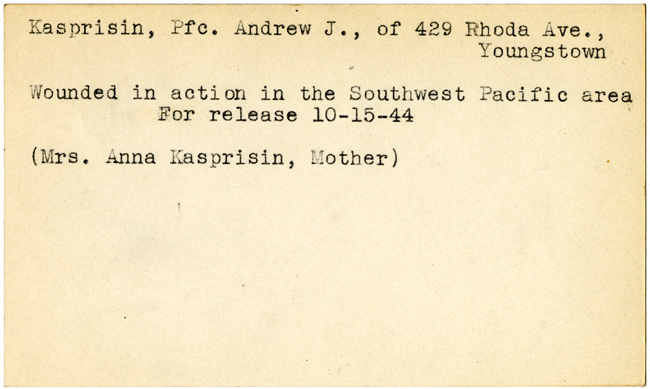 Kasprisin, Pfc. Andrew J., of 429 Rhoda Ave.,
Youngstown
Wounded in action in the Southwest Pacific area
For release 10-15-44
(Mrs. Anna Kasprisin, Mother)